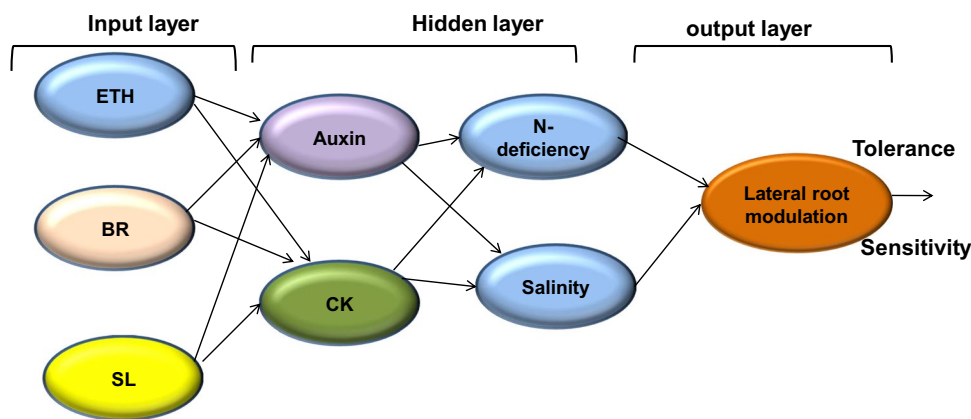 Input layer
Hidden layer
output layer
ETH
BR
SL
Auxin
CK
N-
deficiency
Salinity
Lateral root
modulation
Tolerance
Sensitivity